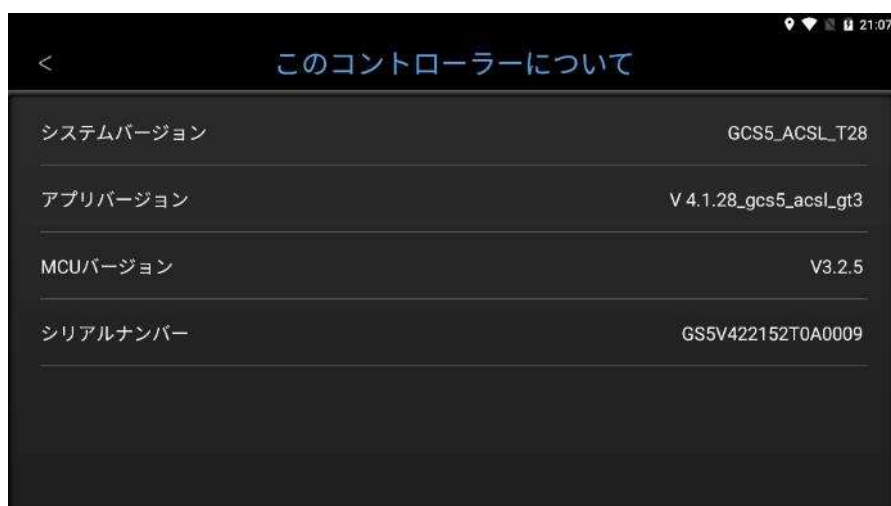 21:07
<
このコントローラーについて
システムバージョン GCS5_ACSL_T28
アプリバージョン V 4.1.28_gcs5_acsl_gt3
MCUバージョン V3.2.5
シリアルナンバー GS5V422152T0A0009